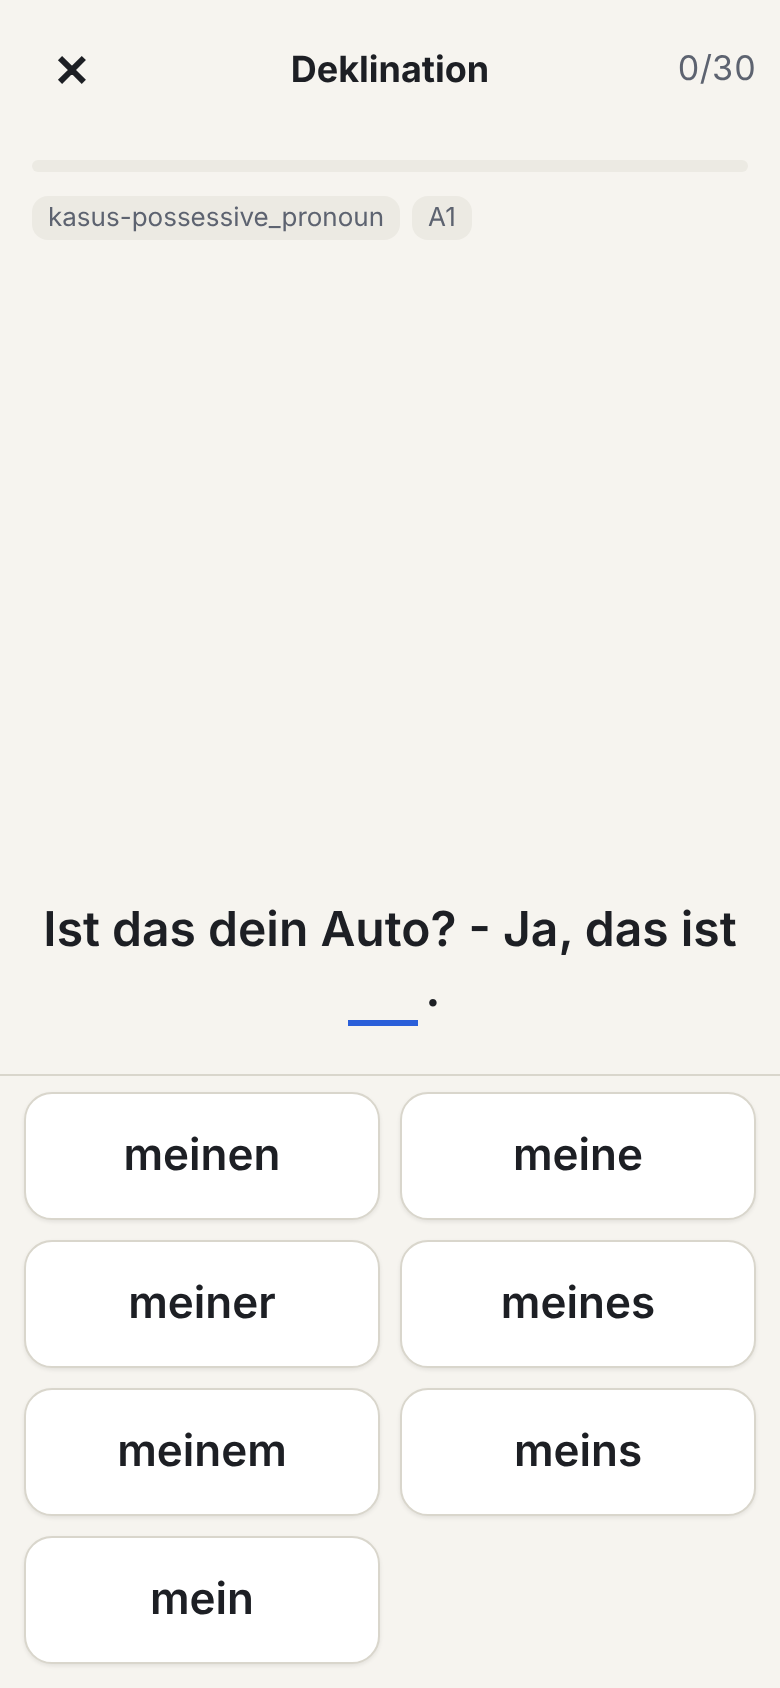 Deklination
0/30
kasus-possessive_pronoun A1
Ist das dein Auto? - Ja, das ist
___ .
meinen meine
meiner meines
meinem meins
mein